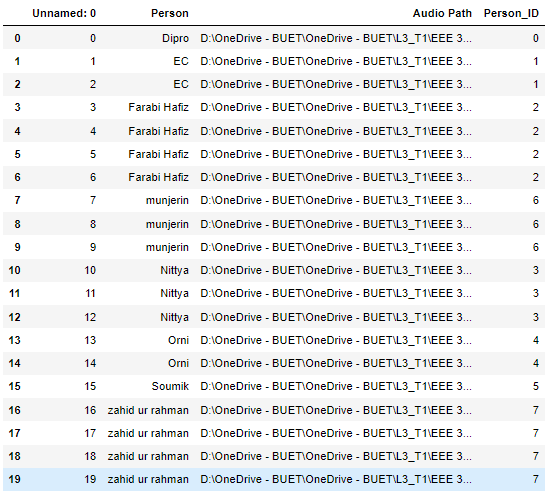 Unnamed: 0 Person Audio Path Person_ID
0 0 Dipro D:\OneDrive - BUET\OneDrive - BUET\L3_T1\EEE 3... 0
1 1 EC D:\OneDrive - BUET\OneDrive - BUET\L3_T1\EEE 3... 1
2 2 EC D:\OneDrive - BUET\OneDrive - BUET\L3_T1\EEE 3... 1
3 3 Farabi Hafiz D:\OneDrive - BUET\OneDrive - BUET\L3_T1\EEE 3... 2
4 4 Farabi Hafiz D:\OneDrive - BUET\OneDrive - BUET\L3_T1\EEE 3... 2
5 5 Farabi Hafiz D:\OneDrive - BUET\OneDrive - BUET\L3_T1\EEE 3... 2
6 6 Farabi Hafiz D:\OneDrive - BUET\OneDrive - BUET\L3_T1\EEE 3... 2
7 7 munjerin D:\OneDrive - BUET\OneDrive - BUET\L3_T1\EEE 3... 6
8 8 munjerin D:\OneDrive - BUET\OneDrive - BUET\L3_T1\EEE 3... 6
9 9 munjerin D:\OneDrive - BUET\OneDrive - BUET\L3_T1\EEE 3... 6
10 10 Nittya D:\OneDrive - BUET\OneDrive - BUET\L3_T1\EEE 3... 3
11 11 Nittya D:\OneDrive - BUET\OneDrive - BUET\L3_T1\EEE 3... 3
12 12 Nittya D:\OneDrive - BUET\OneDrive - BUET\L3_T1\EEE 3... 3
13 13 Orni D:\OneDrive - BUET\OneDrive - BUET\L3_T1\EEE 3... 4
14 14 Orni D:\OneDrive - BUET\OneDrive - BUET\L3_T1\EEE 3... 4
15 15 Soumik D:\OneDrive - BUET\OneDrive - BUET\L3_T1\EEE 3... 5
16 16 zahid ur rahman D:\OneDrive - BUET\OneDrive - BUET\L3_T1\EEE 3... 7
17 17 zahid ur rahman D:\OneDrive - BUET\OneDrive - BUET\L3_T1\EEE 3... 7
18 18 zahid ur rahman D:\OneDrive - BUET\OneDrive - BUET\L3_T1\EEE 3... 7
19 19 zahid ur rahman D:\OneDrive - BUET\OneDrive - BUET\L3_T1\EEE 3... 7